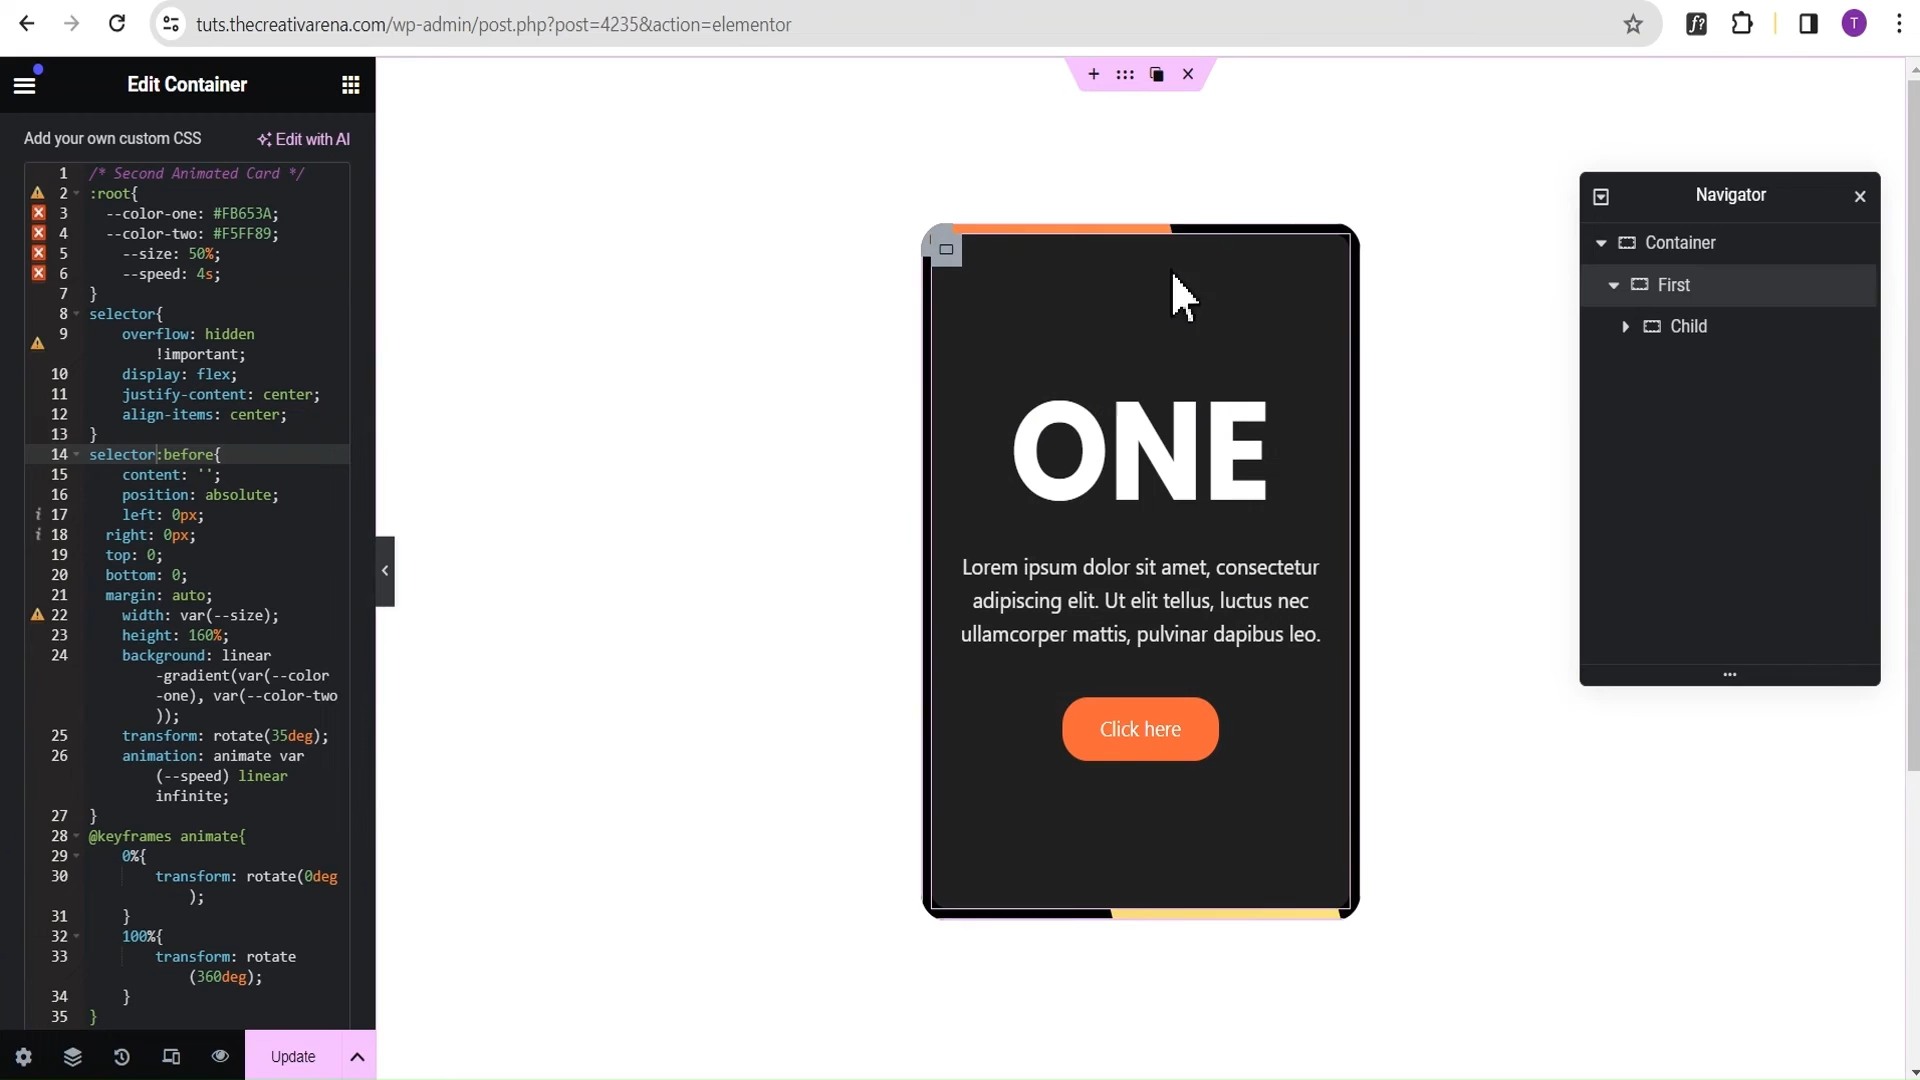 tuts.thecreativarena.com/wp-admin/post.php?post=4235&action=elementor
T
Edit Container
Add your own custom CSS
Edit with AI
1 /* Second Animated Card */
2 :root{
3 --color-one: #FB653A;
4 --color-two: #F5FF89;
5 --size: 50%;
6 --speed: 4s;
7 }
8 selector{
9 overflow: hidden
!important;
10 display: flex;
11 justify-content: center;
12 align-items: center;
13 }
14 selector:before{
15 content: '';
16 position: absolute;
17 left: 0px;
18 right: 0px;
19 top: 0;
20 bottom: 0;
21 margin: auto;
22 width: var(--size);
23 height: 160%;
24 background: linear
-gradient(var(--color
-one), var(--color-two
));
25 transform: rotate(35deg);
26 animation: animate var
(--speed) linear
infinite;
27 }
28 @keyframes animate{
29 0%{
30 transform: rotate(0deg
);
31 }
32 100%{
33 transform: rotate
(360deg);
34 }
35 }
Update
ONE
Lorem ipsum dolor sit amet, consectetur
adipiscing elit. Ut elit tellus, luctus nec
ullamcorper mattis, pulvinar dapibus leo.
Click here
Navigator
Container
First
Child